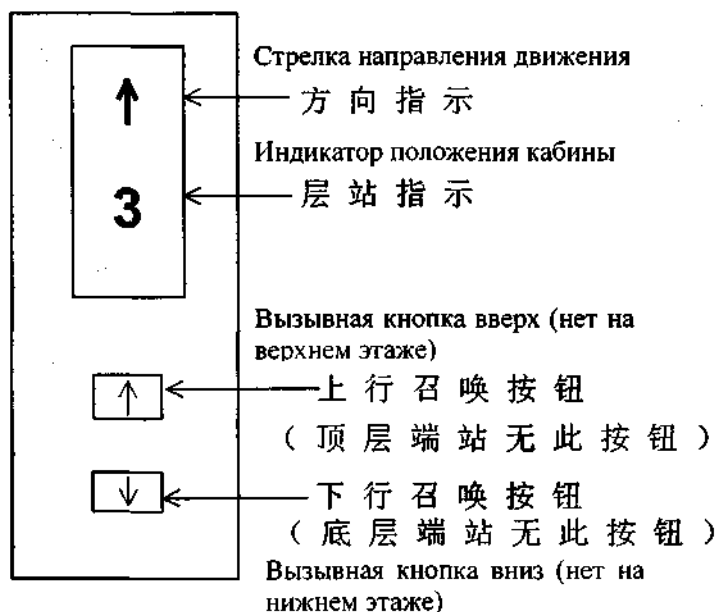 Стрелка направления движения
↑
方向指示
Индикатор положения кабины
3
层站指示
Вызывная кнопка вверх (нет на
верхнем этаже)
↑
上行召唤按钮
（顶层端站无此按钮）
↓
下行召唤按钮
（底层端站无此按钮）
Вызывная кнопка вниз (нет на
нижнем этаже)